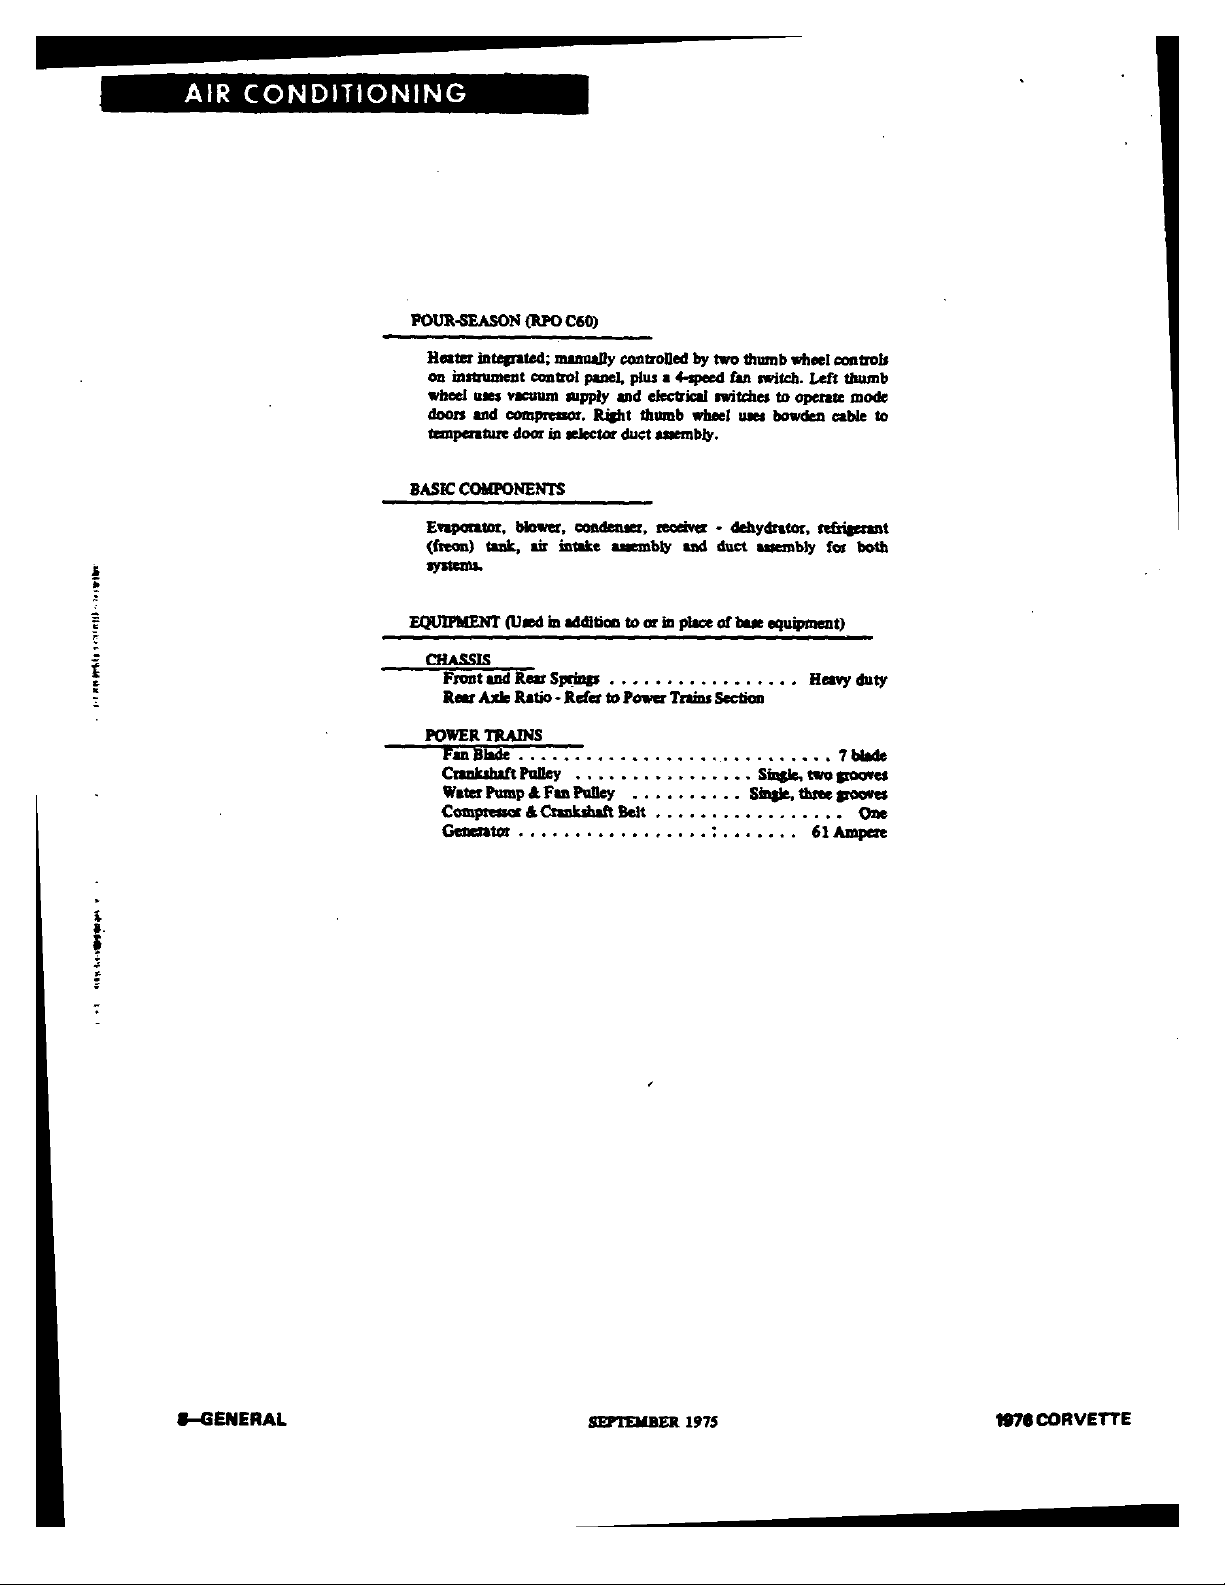 AIR CONDITIONING
FOUR-SEASON (RPO C60)
Heater integrated; manually controlled by two thumb wheel controls
on instrument control panel, plus a 4-speed fan switch. Left thumb
wheel uses vacuum supply and electrical switches to operate mode
doors and compressor. Right thumb wheel uses bowden cable to
temperature door in selector duct assembly.
BASIC COMPONENTS
Evaporator, blower, condenser, receiver - dehydrator, refrigerant
(freon) tank, air intake assembly and duct assembly for both
systems.
EQUIPMENT (Used in addition to or in place of base equipment)
CHASSIS
Front and Rear Springs . . . . . . . . . . . . . . . . . Heavy duty
Rear Axle Ratio - Refer to Power Trains Section
POWER TRAINS
Fan Blade . . . . . . . . . . . . . . . . . . . . . . . . . . . . 7 blade
Crankshaft Pulley . . . . . . . . . . . . . . . . Single, two grooves
Water Pump & Fan Pulley . . . . . . . . . . Single, three grooves
Compressor & Crankshaft Belt . . . . . . . . . . . . . . . . . One
Generator . . . . . . . . . . . . . . . . . : . . . . . . . 61 Ampere
8—GENERAL
SEPTEMBER 1975
1976 CORVETTE